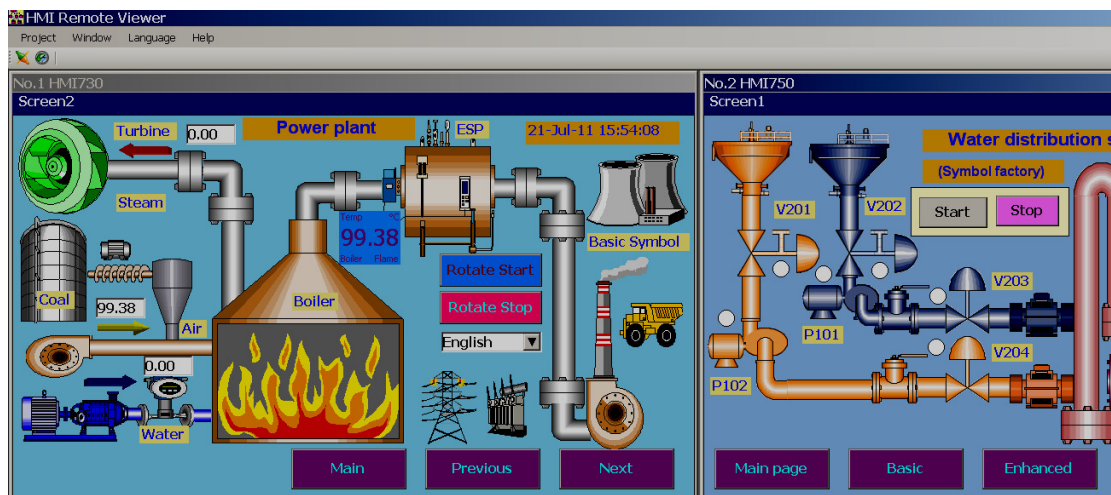 HMI Remote Viewer
Project Window Language Help
No.1 HMI730
Screen2
Turbine 0.00
Power plant
ESP
21-Jul-11 15:54:08
Steam
Temp °C
99.38
Boiler Flame
Basic Symbol
Rotate Start
Coal
Boiler
99.38
Rotate Stop
Air
English
0.00
Water
Main
Previous
Next
No.2 HMI750
Screen1
Water distribution s
(Symbol factory)
V201
V202
Start
Stop
V203
P101
V204
P102
Main page
Basic
Enhanced